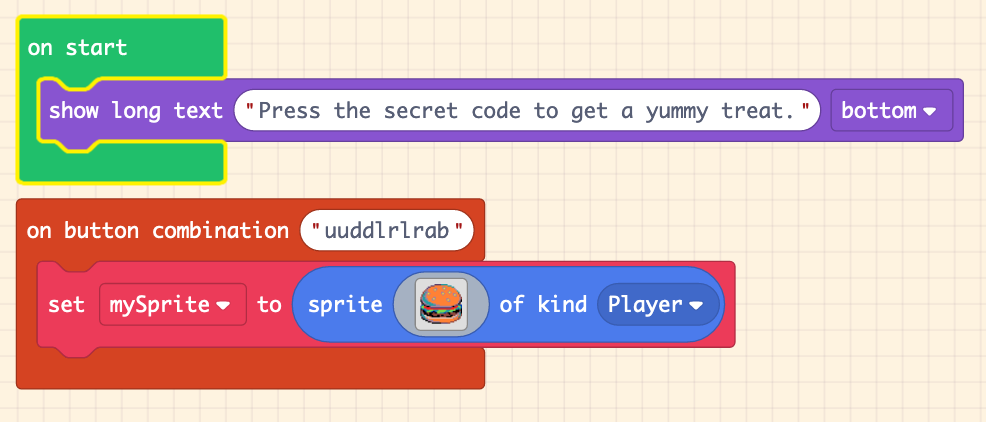 on start
show long text "Press the secret code to get a yummy treat." bottom
on button combination "uuddlrlrab"
set mySprite to sprite of kind Player